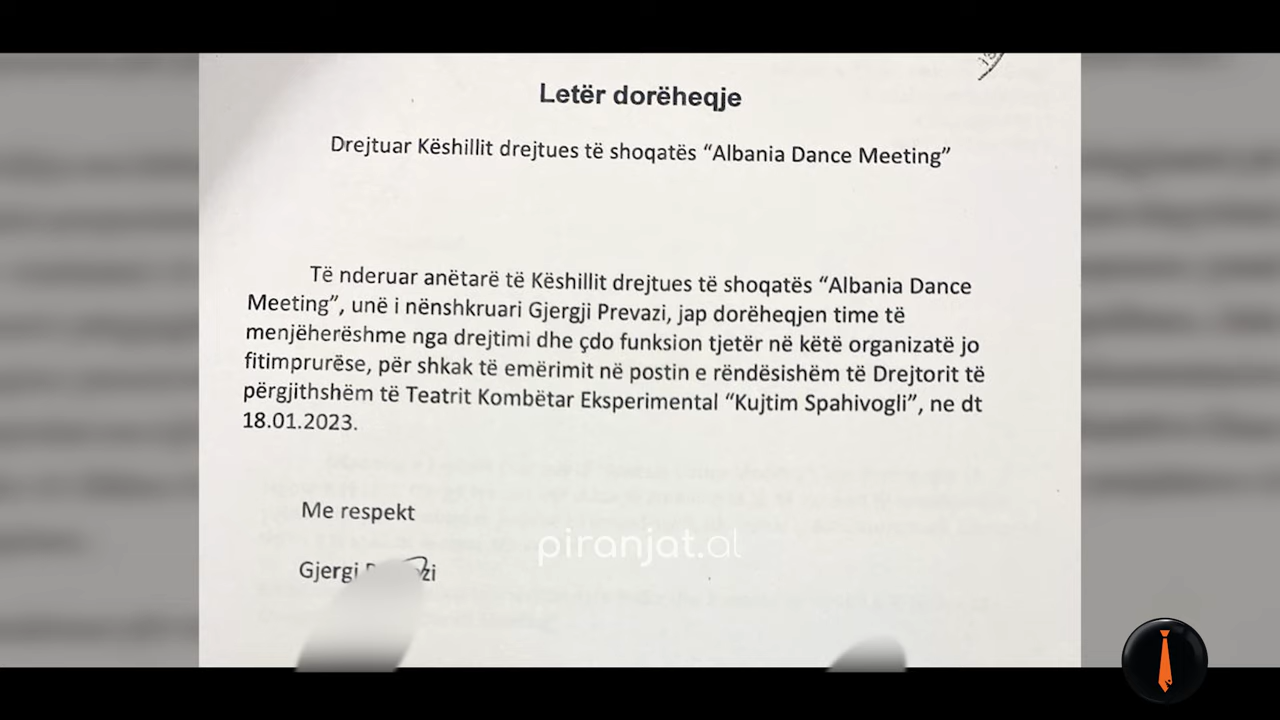 Letër dorëheqje
Drejtuar Këshillit drejtues të shoqatës “Albania Dance Meeting”
Të nderuar anëtarë të Këshillit drejtues të shoqatës “Albania Dance
Meeting”, unë i nënshkruari Gjergji Prevazi, jap dorëheqjen time të
menjëherëshme nga drejtimi dhe çdo funksion tjetër në këtë organizatë jo
fitimprurëse, për shkak të emërimit në postin e rëndësishëm të Drejtorit të
përgjithshëm të Teatrit Kombëtar Eksperimental “Kujtim Spahivogli”, ne dt
18.01.2023.
Me respekt
piranjat.al
Gjergi